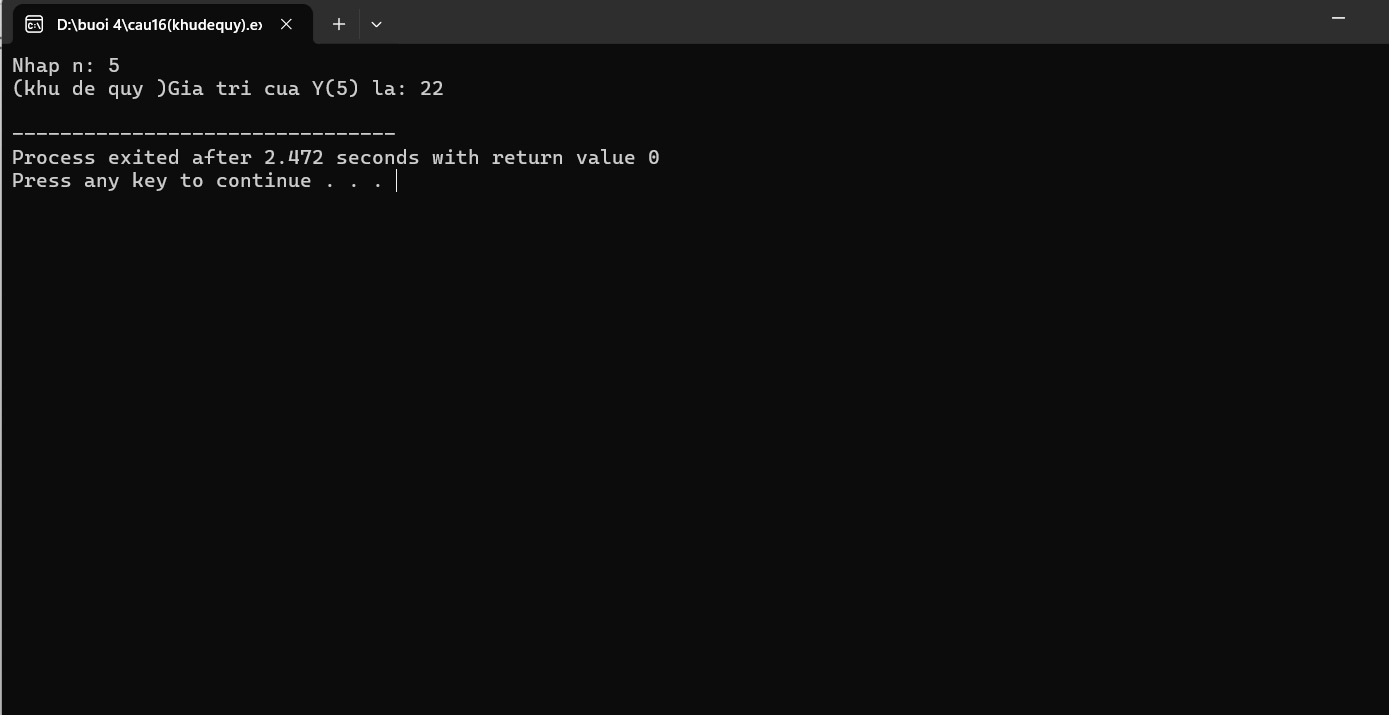 D:\buoi 4\cau16(khudequy).ex
Nhap n: 5
(khu de quy )Gia tri cua Y(5) la: 22
--------------------------------
Process exited after 2.472 seconds with return value 0
Press any key to continue . . .